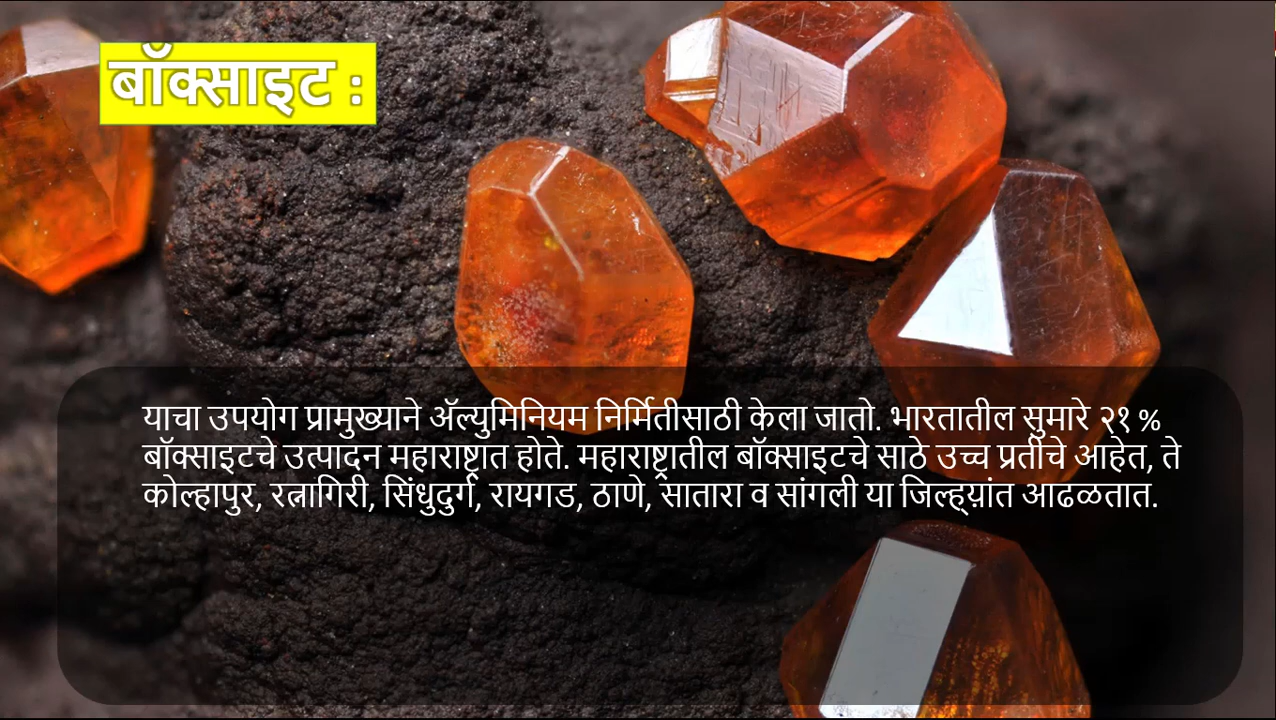 बॉक्साइट :
याचा उपयोग प्रामुख्याने ॲल्युमिनियम निर्मितीसाठी केला जातो. भारतातील सुमारे २१ %
बॉक्साइटचे उत्पादन महाराष्ट्रात होते. महाराष्ट्रातील बॉक्साइटचे साठे उच्च प्रतीचे आहेत, ते
कोल्हापुर, रत्नागिरी, सिंधुदुर्ग, रायगड, ठाणे, सातारा व सांगली या जिल्ह्य़ांत आढळतात.